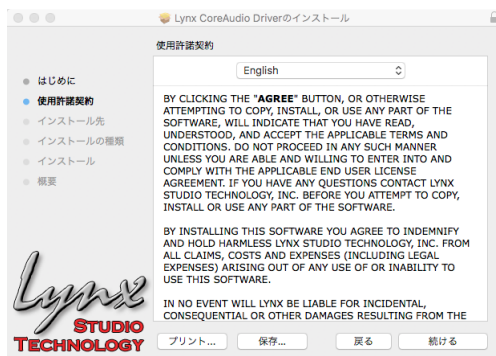 Lynx CoreAudio Driverのインストール
使用許諾契約
English
はじめに
使用許諾契約
インストール先
インストールの種類
インストール
概要
BY CLICKING THE "AGREE" BUTTON, OR OTHERWISE
ATTEMPTING TO COPY, INSTALL, OR USE ANY PART OF THE
SOFTWARE, WILL INDICATE THAT YOU HAVE READ,
UNDERSTOOD, AND ACCEPT THE APPLICABLE TERMS AND
CONDITIONS. DO NOT PROCEED IN ANY SUCH MANNER
UNLESS YOU ARE ABLE AND WILLING TO ENTER INTO AND
COMPLY WITH THE APPLICABLE END USER LICENSE
AGREEMENT. IF YOU HAVE ANY QUESTIONS CONTACT LYNX
STUDIO TECHNOLOGY, INC. BEFORE YOU ATTEMPT TO COPY,
INSTALL OR USE ANY PART OF THE SOFTWARE.
BY INSTALLING THIS SOFTWARE YOU AGREE TO INDEMNIFY
AND HOLD HARMLESS LYNX STUDIO TECHNOLOGY, INC. FROM
ALL CLAIMS, COSTS AND EXPENSES (INCLUDING LEGAL
EXPENSES) ARISING OUT OF ANY USE OF OR INABILITY TO
USE THIS SOFTWARE.
IN NO EVENT WILL LYNX BE LIABLE FOR INCIDENTAL,
CONSEQUENTIAL OR OTHER DAMAGES RESULTING FROM THE
Lynx
STUDIO
TECHNOLOGY
プリント...
保存...
戻る
続ける